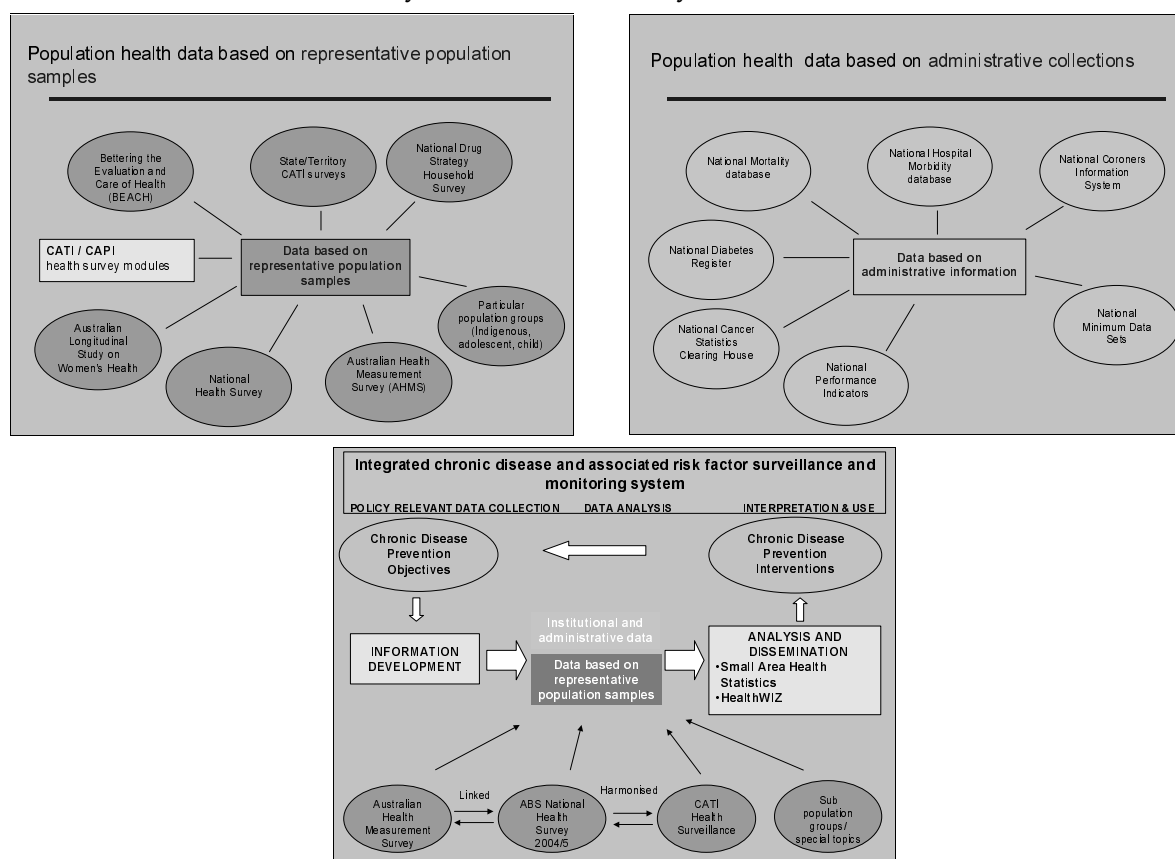 Population health data based on representative population
samples
Bettering the
Evaluation and
Care of Health
(BEACH)
State/Territory
CATI surveys
National Drug
Strategy
Household
Survey
CATI / CAPI
health survey modules
Data based on
representative population
samples
Particular
population groups
(Indigenous,
adolescent, child)
Australian
Longitudinal
Study on
Women's Health
National
Health Survey
Australian Health
Measurement
Survey (AHMS)
Population health data based on administrative collections
National Mortality
database
National Hospital
Morbidity
database
National Coroners
Information
System
National Diabetes
Register
Data based on
administrative information
National Cancer
Statistics
Clearing House
National
Performance
Indicators
National
Minimum Data
Sets
Integrated chronic disease and associated risk factor surveillance and
monitoring system
POLICY RELEVANT DATA COLLECTION DATA ANALYSIS INTERPRETATION & USE
Chronic Disease
Prevention
Objectives
Chronic Disease
Prevention
Interventions
INFORMATION
DEVELOPMENT
Institutional and
administrative data
Data based on
representative
population samples
ANALYSIS AND
DISSEMINATION
•Small Area Health
Statistics
•HealthWIZ
Australian
Health
Measurement
Survey
Linked
ABS National
Health
Survey
2004/5
Harmonised
CATI
Health
Surveillance
Sub
population
groups/
special topics